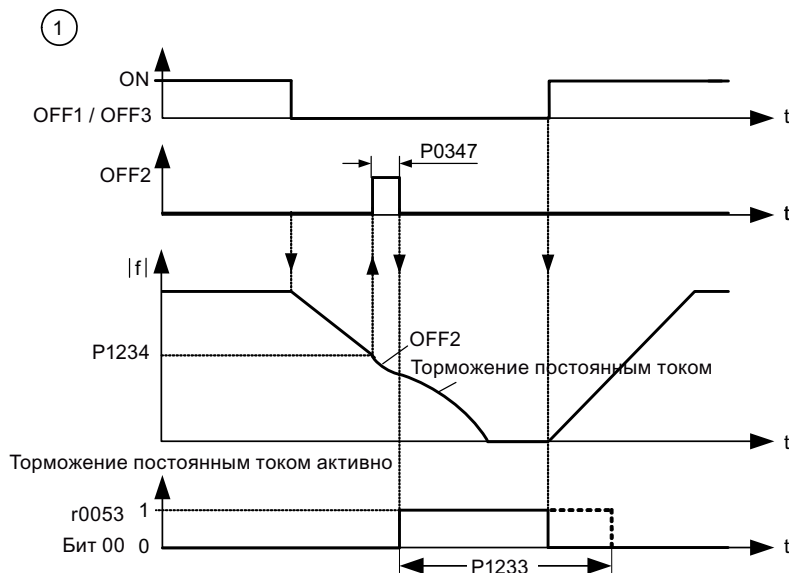 1
ON
OFF1 / OFF3
t
P0347
OFF2
t
|f|
P1234
OFF2
Торможение постоянным током
t
Торможение постоянным током активно
r0053 1
Бит 00 0
t
P1233